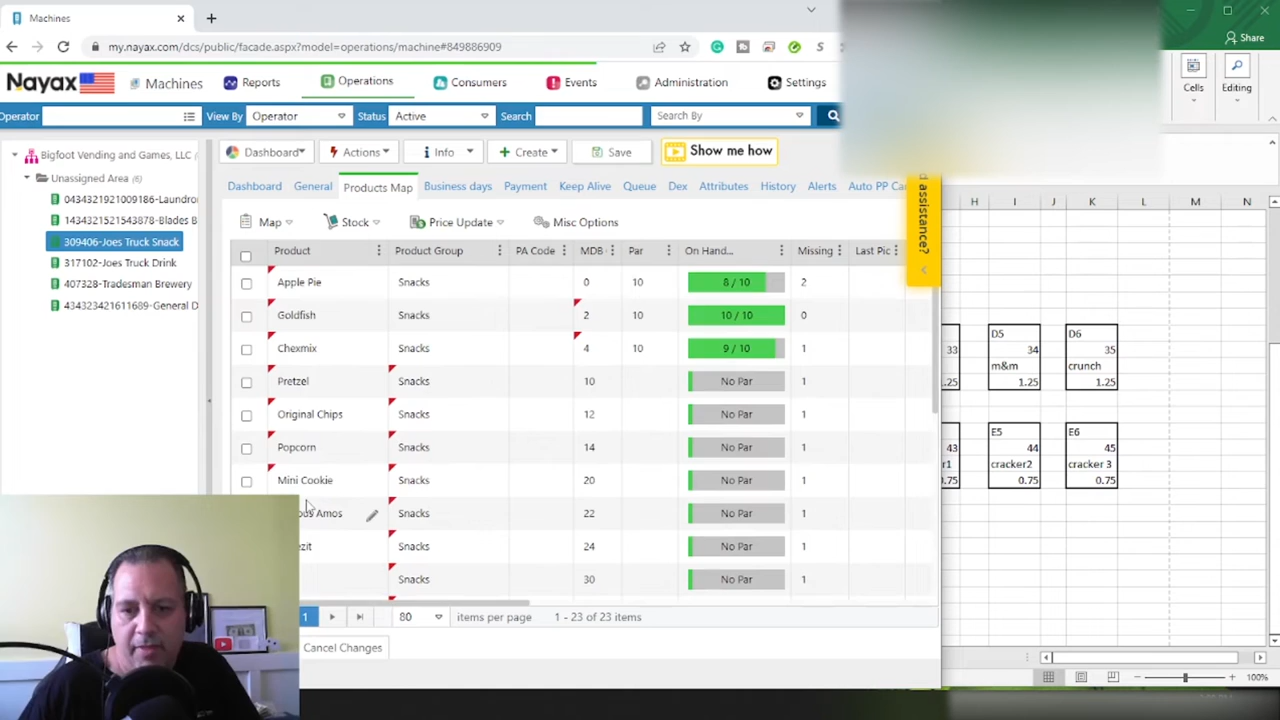 Machines
my.nayax.com/dcs/public/facade.aspx?model=operations/machine#849886909
Share
Nayax Machines Reports Operations Consumers Events Administration Settings
Cells Editing
Operator View By Operator Status Active Search Search By
Bigfoot Vending and Games, LLC (
Unassigned Area (6)
0434321921009186-Laundror
1434321521543878-Blades B
309406-Joes Truck Snack
317102-Joes Truck Drink
407328-Tradesman Brewery
434323421611689-General D
Dashboard Actions Info Create Save Show me how
Dashboard General Products Map Business days Payment Keep Alive Queue Dex Attributes History Alerts Auto PP Ca
d assistance?
Map Stock Price Update Misc Options
Product Product Group PA Code MDB Par On Hand... Missing Last Pic
Apple Pie Snacks 0 10 8 / 10 2
Goldfish Snacks 2 10 10 / 10 0
Chexmix Snacks 4 10 9 / 10 1
Pretzel Snacks 10 No Par 1
Original Chips Snacks 12 No Par 1
Popcorn Snacks 14 No Par 1
Mini Cookie Snacks 20 No Par 1
Amos Snacks 22 No Par 1
ezit Snacks 24 No Par 1
Snacks 30 No Par 1
1 80 items per page 1 - 23 of 23 items
Cancel Changes
H I J K L M N
D5 D6
33 34 35
m&m crunch
1.25 1.25 1.25
E5 E6
43 44 45
r1 cracker2 cracker 3
0.75 0.75 0.75
100%